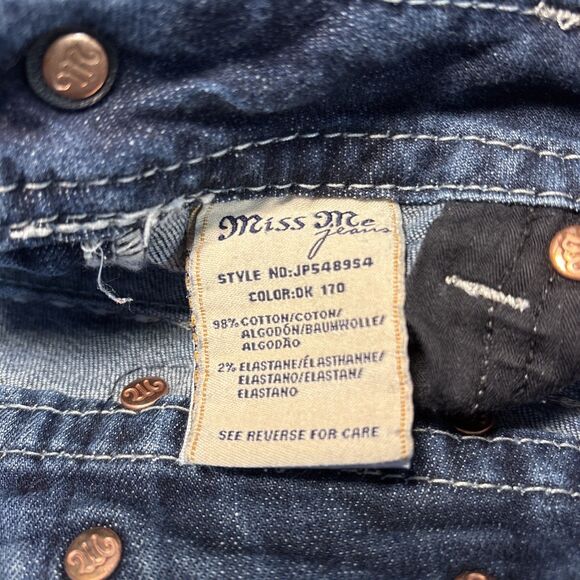 Miss Me
jeans
STYLE NO:JP548954
COLOR:DK 170
98% COTTON/COTON/
ALGODÓN/BAUMWOLLE/
ALGODÃO
2% ELASTANE/ÉLASTHANNE/
ELASTANO/ELASTAN/
ELASTANO
SEE REVERSE FOR CARE